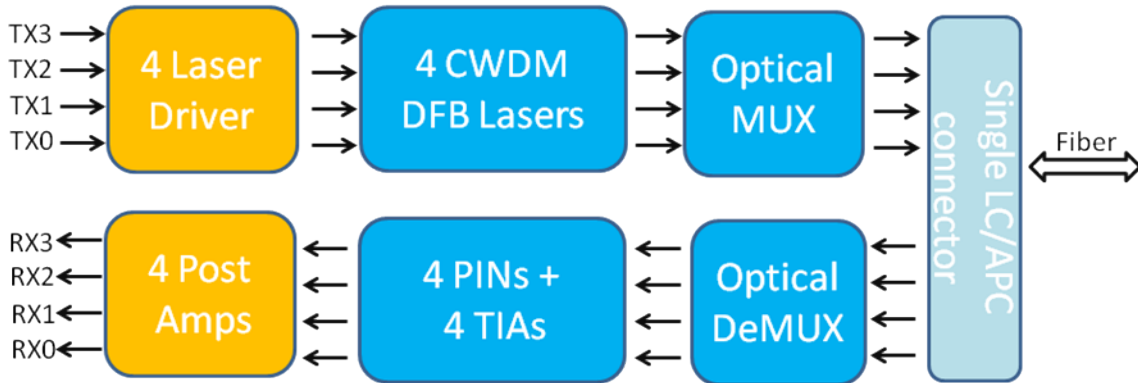 TX3
TX2
TX1
TX0
4 Laser
Driver
4 CWDM
DFB Lasers
Optical
MUX
Single LC/APC
connector
Fiber
RX3
RX2
RX1
RX0
4 Post
Amps
4 PINs +
4 TIAs
Optical
DeMUX